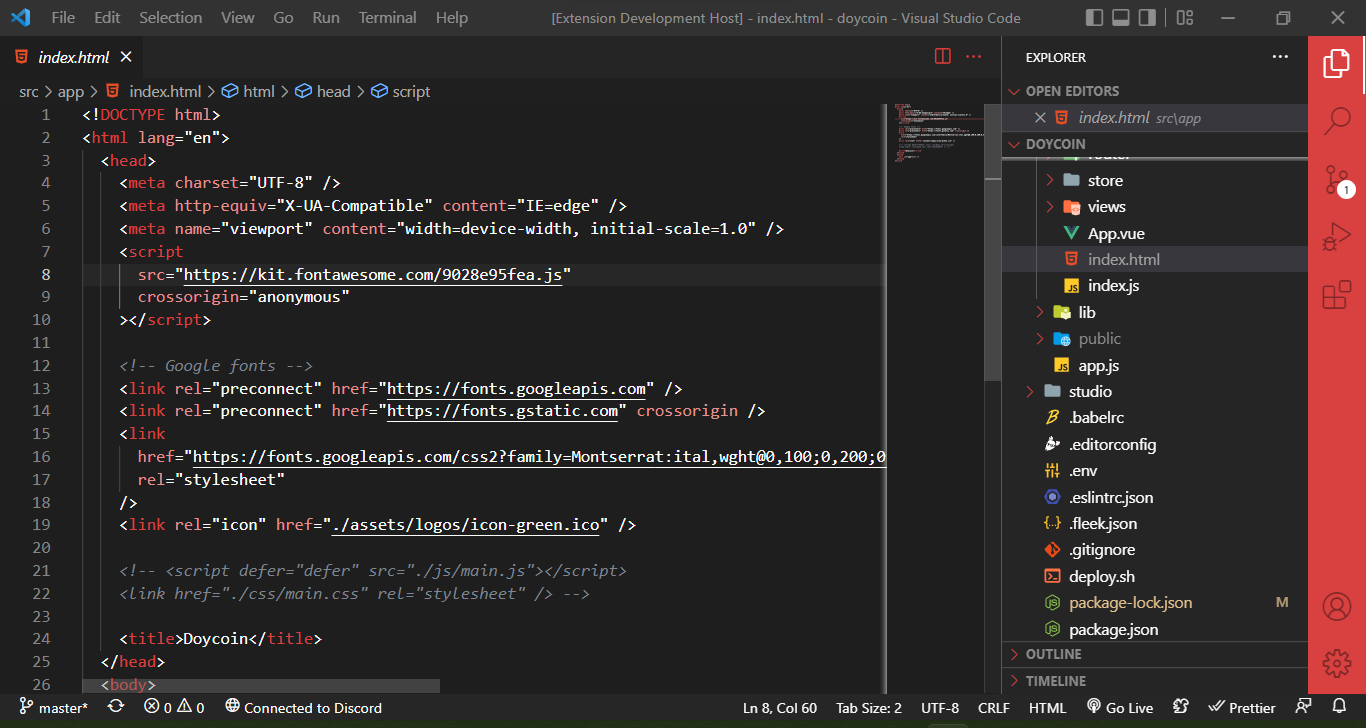 File Edit Selection View Go Run Terminal Help [Extension Development Host] - index.html - doycoin - Visual Studio Code
index.html
src > app > index.html > html > head > script
1 <!DOCTYPE html>
2 <html lang="en">
3 <head>
4 <meta charset="UTF-8" />
5 <meta http-equiv="X-UA-Compatible" content="IE=edge" />
6 <meta name="viewport" content="width=device-width, initial-scale=1.0" />
7 <script
8 src="https://kit.fontawesome.com/9028e95fea.js"
9 crossorigin="anonymous"
10 ></script>
11
12 <!-- Google fonts -->
13 <link rel="preconnect" href="https://fonts.googleapis.com" />
14 <link rel="preconnect" href="https://fonts.gstatic.com" crossorigin />
15 <link
16 href="https://fonts.googleapis.com/css2?family=Montserrat:ital,wght@0,100;0,200;0
17 rel="stylesheet"
18 />
19 <link rel="icon" href="./assets/logos/icon-green.ico" />
20
21 <!-- <script defer="defer" src="./js/main.js"></script>
22 <link href="./css/main.css" rel="stylesheet" /> -->
23
24 <title>Doycoin</title>
25 </head>
26 <body>
EXPLORER
OPEN EDITORS
index.html src\app
DOYCOIN
router
store
views
App.vue
index.html
JS index.js
lib
public
JS app.js
studio
.babelrc
.editorconfig
.env
.eslintrc.json
{..} .fleek.json
.gitignore
deploy.sh
package-lock.json M
package.json
OUTLINE
TIMELINE
1
master* 0 0 Connected to Discord Ln 8, Col 60 Tab Size: 2 UTF-8 CRLF HTML Go Live Prettier